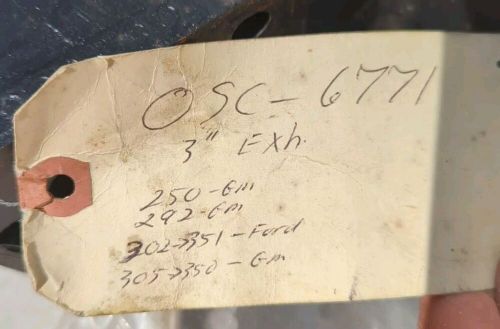 OSC-6771
3" Exh.
250-Gm
292-Gm
302-351-Ford
305-350-Gm